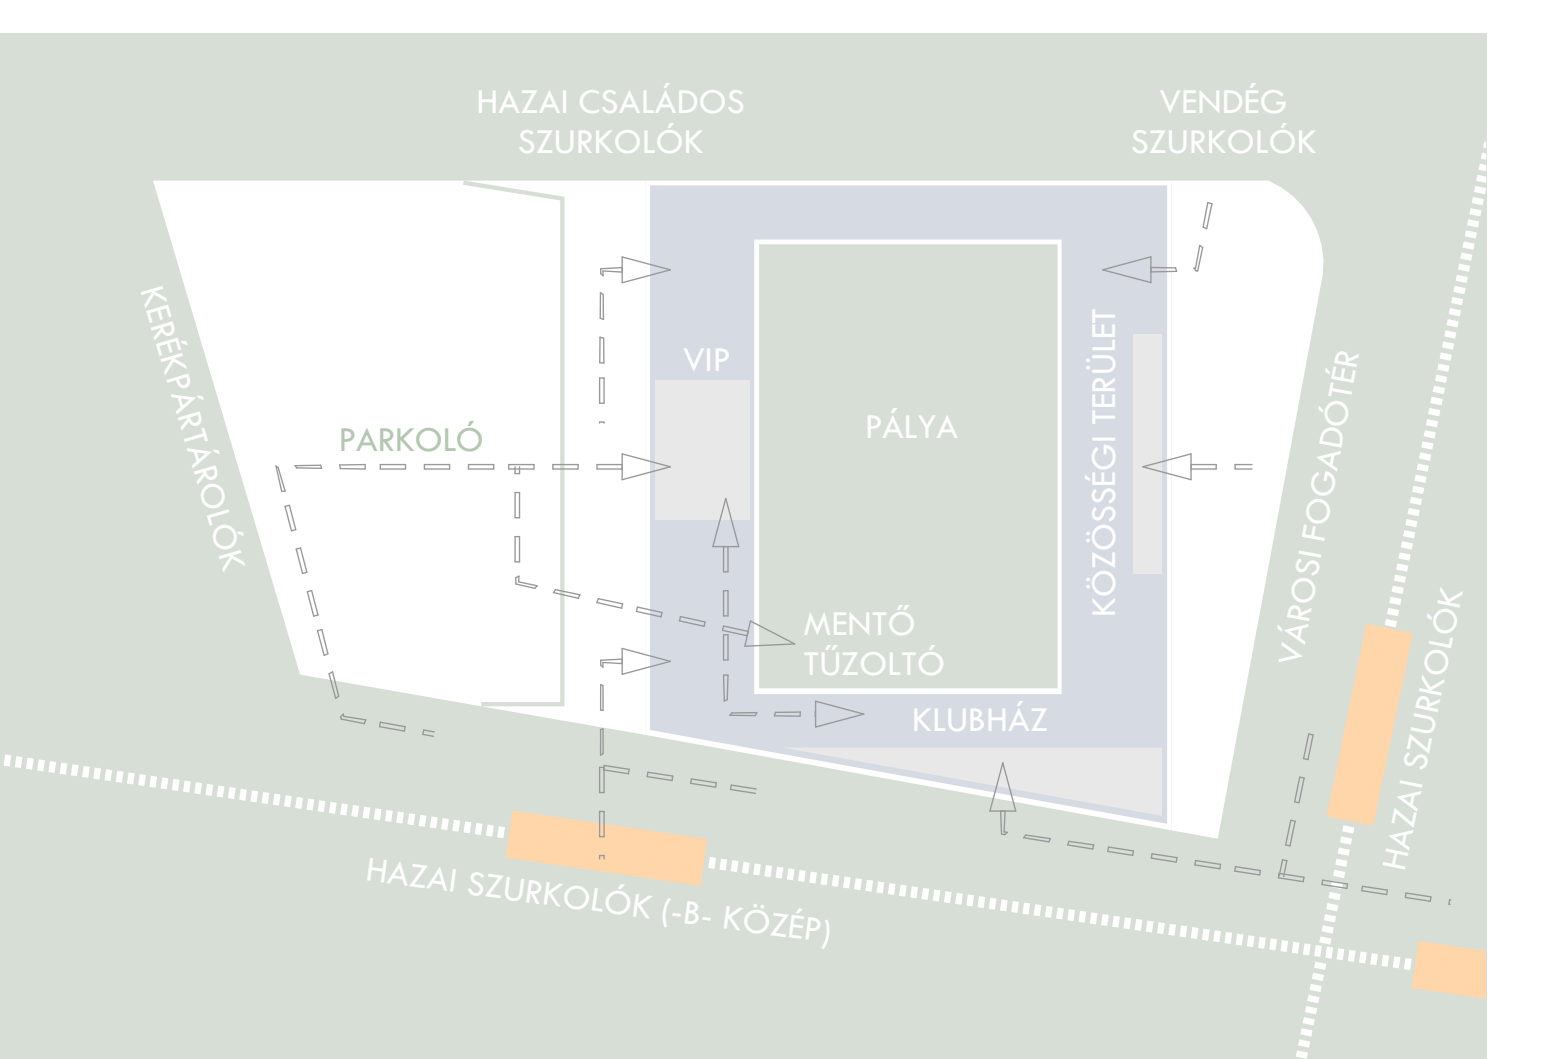 HAZAI CSALÁDOS
SZURKOLÓK
VENDÉG
SZURKOLÓK
KERÉKPÁRTÁROLÓK
PARKOLÓ
VIP
PÁLYA
KÖZÖSSÉGI TERÜLET
VÁROSI FOGADÓTÉR
MENTŐ
TŰZOLTÓ
KLUBHÁZ
HAZAI SZURKOLÓK
HAZAI SZURKOLÓK (-B- KÖZÉP)